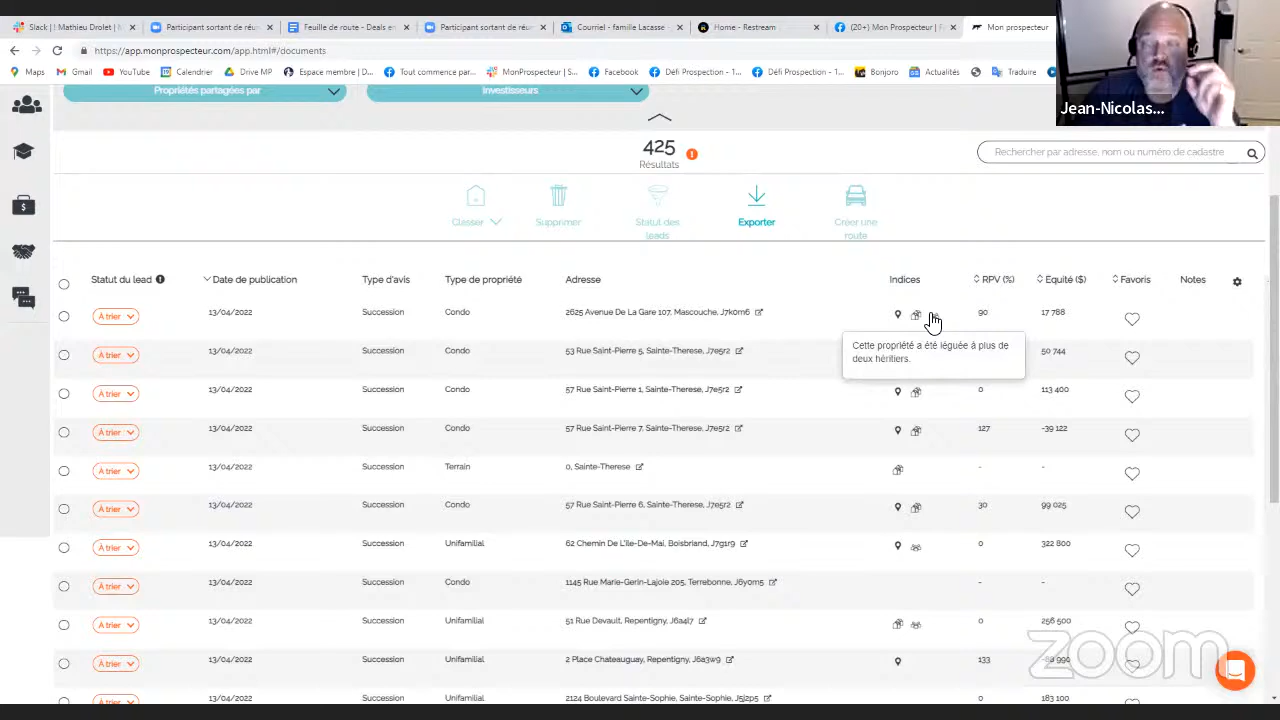 Slack | ! Mathieu Drolet | M...
Participant sortant de réun
Feuille de route - Deals en
Participant sortant de réun
Courriel - famille Lacasse -
Home - Restream
(20+) Mon Prospecteur | F
Mon prospecteur
https://app.monprospecteur.com/app.html#/documents
Maps
Gmail
YouTube
Calendrier
Drive MP
Espace membre D...
Tout commence par...
MonProspecteur | S...
Facebook
Défi Prospection - 1...
Défi Prospection - 1...
Bonjoro
Actualités
Traduire
Jean-Nicolas...
Propriétés partagées par
Investisseurs
425
Résultats
Rechercher par adresse, nom ou numéro de cadastre
Classer
Supprimer
Statut des leads
Exporter
Créer une route
Statut du lead
Date de publication
Type d'avis
Type de propriété
Adresse
Indices
RPV (%)
Equité ($)
Favoris
Notes
À trier 13/04/2022 Succession Condo 2625 Avenue De La Gare 107, Mascouche, J7k0m6 90 17 788
Cette propriété a été léguée à plus de
deux héritiers.
À trier 13/04/2022 Succession Condo 53 Rue Saint-Pierre 5, Sainte-Therese, J7e5r2 50 744
À trier 13/04/2022 Succession Condo 57 Rue Saint-Pierre 1, Sainte-Therese, J7e5r2 0 113 400
À trier 13/04/2022 Succession Condo 57 Rue Saint-Pierre 7, Sainte-Therese, J7e5r2 127 -39 122
À trier 13/04/2022 Succession Terrain 0, Sainte-Therese - -
À trier 13/04/2022 Succession Condo 57 Rue Saint-Pierre 6, Sainte-Therese, J7e5r2 30 99 025
À trier 13/04/2022 Succession Unifamilial 62 Chemin De L'Ile-De-Mai, Boisbriand, J7g1r9 0 322 800
À trier 13/04/2022 Succession Condo 1145 Rue Marie-Gerin-Lajoie 205, Terrebonne, J6y0m5 - -
À trier 13/04/2022 Succession Unifamilial 51 Rue Devault, Repentigny, J6a4l7 0 256 500
À trier 13/04/2022 Succession Unifamilial 2 Place Chateauguay, Repentigny, J6a3w9 133 990
À trier 13/04/2022 Succession Unifamilial 2124 Boulevard Sainte-Sophie, Sainte-Sophie, J5j2p5 0 183 100
zoom